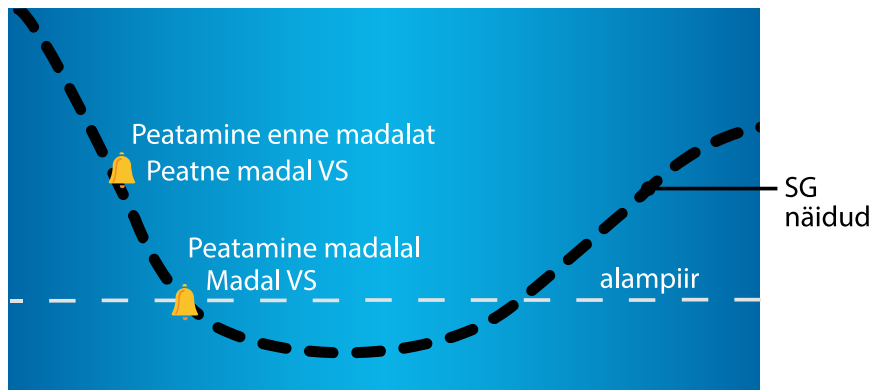 Peatamine enne madalat
Peatne madal VS
Peatamine madalal
Madal VS
alampiir
SG
näidud